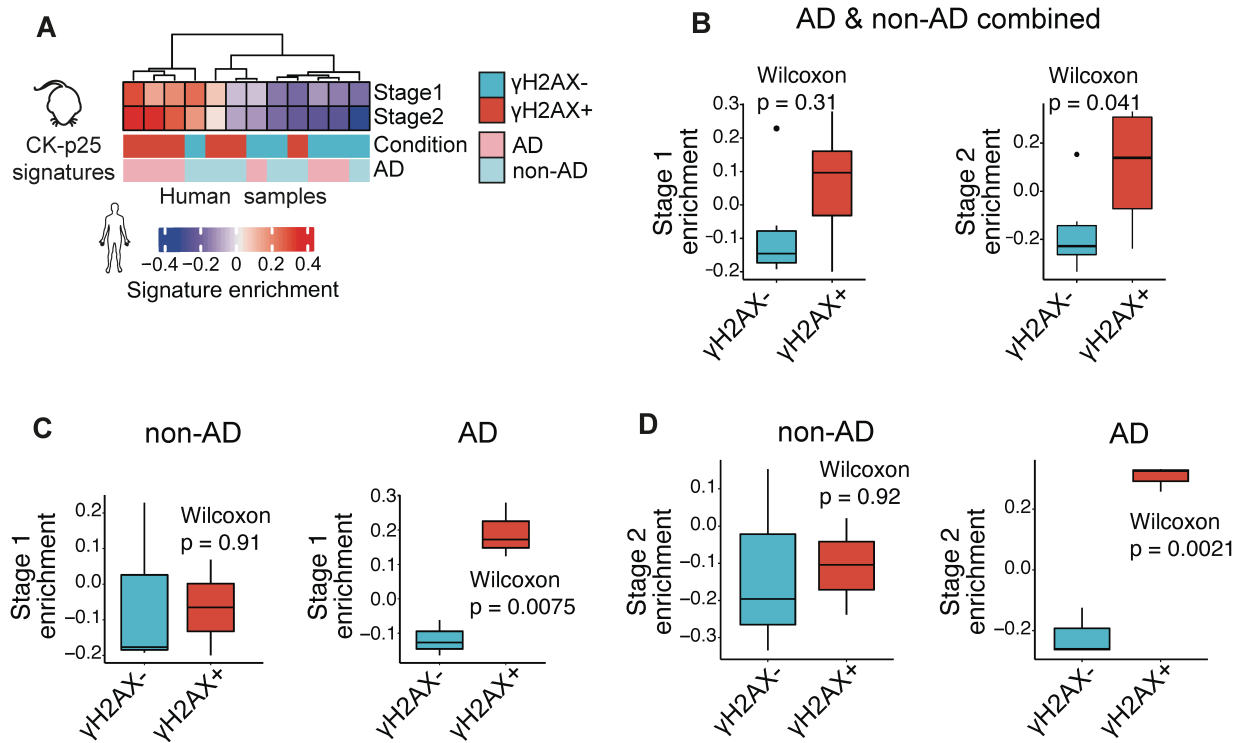 A
Stage1
Stage2
Condition
AD
CK-p25
signatures
Human samples
γH2AX-
γH2AX+
AD
non-AD
−0.4 −0.2 0 0.2 0.4
Signature enrichment
B
AD & non-AD combined
Wilcoxon
p = 0.31
0.3
0.2
0.1
0.0
−0.1
−0.2
Stage 1
enrichment
γH2AX-
γH2AX+
Wilcoxon
p = 0.041
0.2
0.0
−0.2
Stage 2
enrichment
γH2AX-
γH2AX+
C
non-AD
Wilcoxon
p = 0.91
0.2
0.1
0.0
−0.1
−0.2
Stage 1
enrichment
γH2AX-
γH2AX+
AD
0.3
0.2
0.1
0.0
−0.1
Stage 1
enrichment
Wilcoxon
p = 0.0075
γH2AX-
γH2AX+
D
non-AD
Wilcoxon
p = 0.92
0.1
0.0
−0.1
−0.2
−0.3
Stage 2
enrichment
γH2AX-
γH2AX+
AD
0.2
0.0
−0.2
Stage 2
enrichment
Wilcoxon
p = 0.0021
γH2AX-
γH2AX+